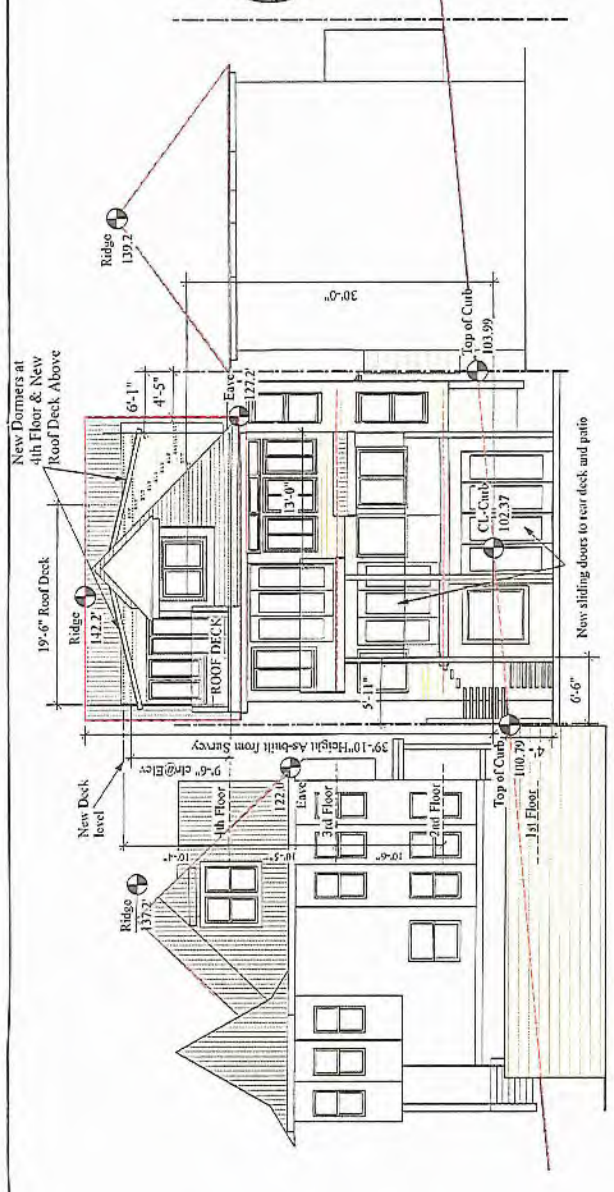 New Dormers at
4th Floor & New
Roof Deck Above
19'-6" Roof Deck
6'-1"
4'-5"
Ridge
139.2'
Ridge
142.2'
New Deck
level
Ridge
137.2'
Eave
127.2'
30'-0"
13'-0"
ROOF DECK
9'-6" clr@Elev
39'-10" Height As-built from Survey
4th Floor
10'-4"
Eave
122.0'
10'-5"
3rd Floor
10'-6"
2nd Floor
5'-11"
Top of Curb
103.99
CL-Curb
102.37
Top of Curb
100.79
4"
1st Floor
6'-6"
New sliding doors to rear deck and patio